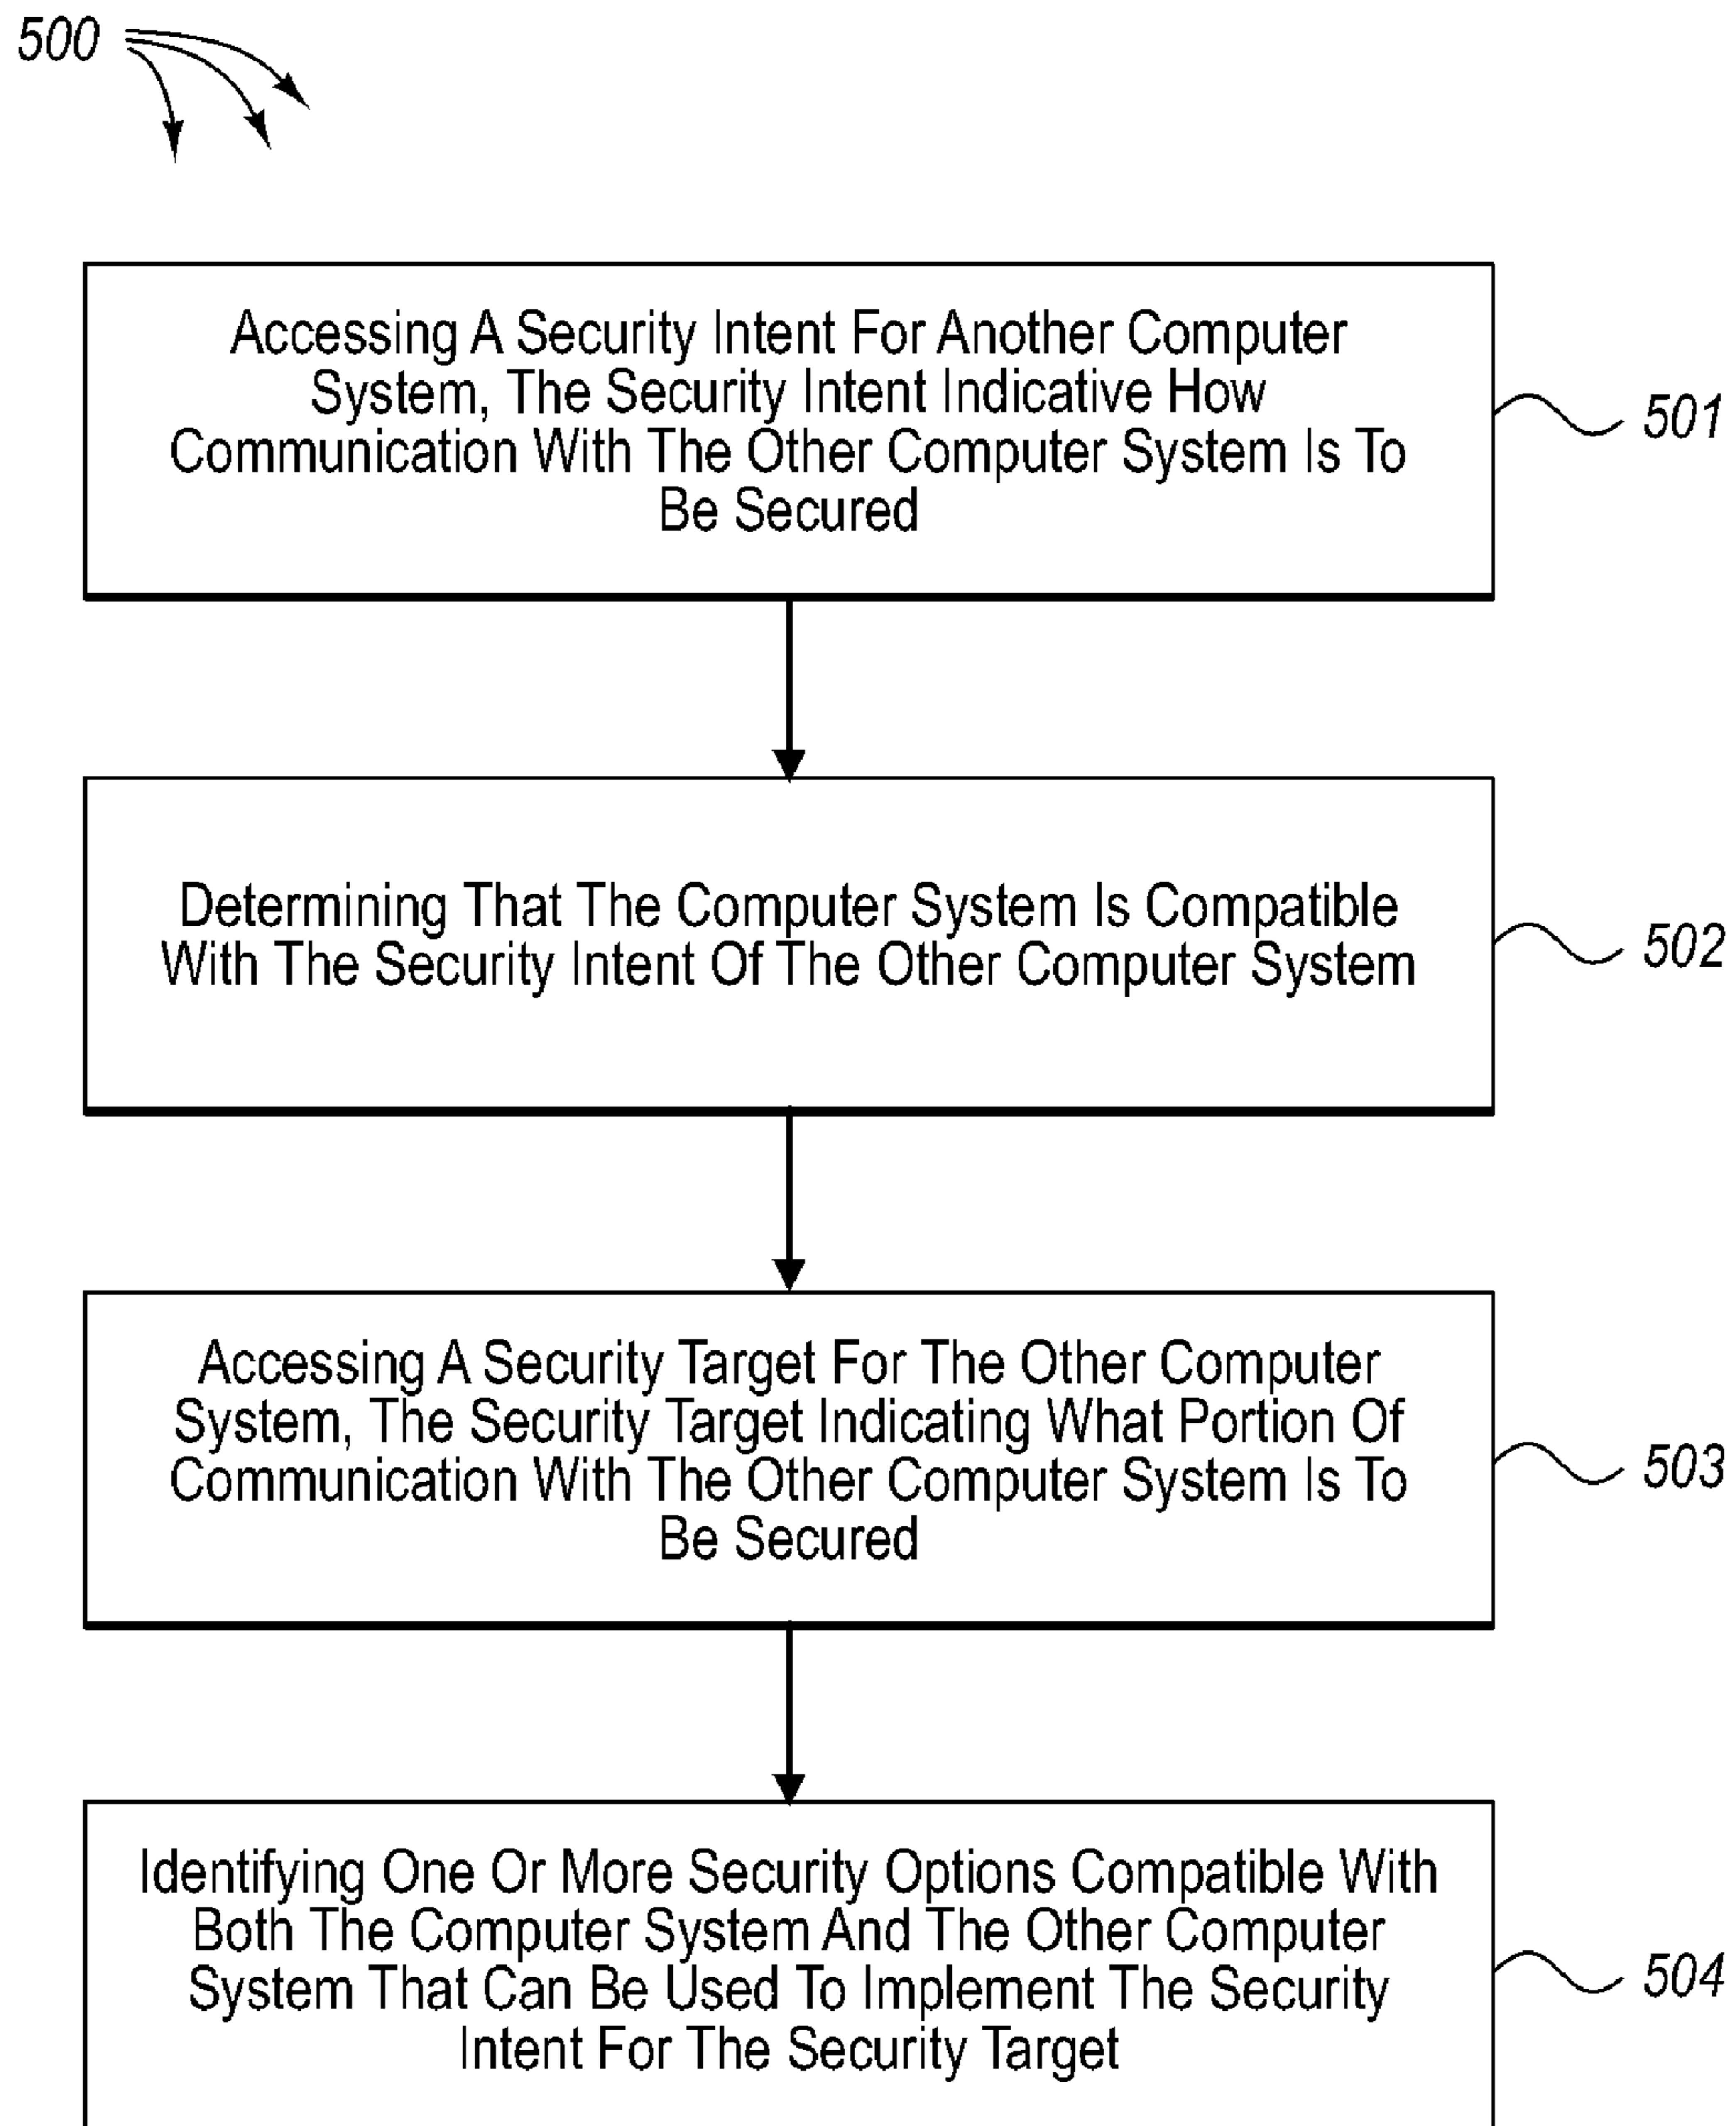 500
Accessing A Security Intent For Another Computer
System, The Security Intent Indicative How
Communication With The Other Computer System Is To
Be Secured
501
Determining That The Computer System Is Compatible
With The Security Intent Of The Other Computer System
502
Accessing A Security Target For The Other Computer
System, The Security Target Indicating What Portion Of
Communication With The Other Computer System Is To
Be Secured
503
Identifying One Or More Security Options Compatible With
Both The Computer System And The Other Computer
System That Can Be Used To Implement The Security
Intent For The Security Target
504